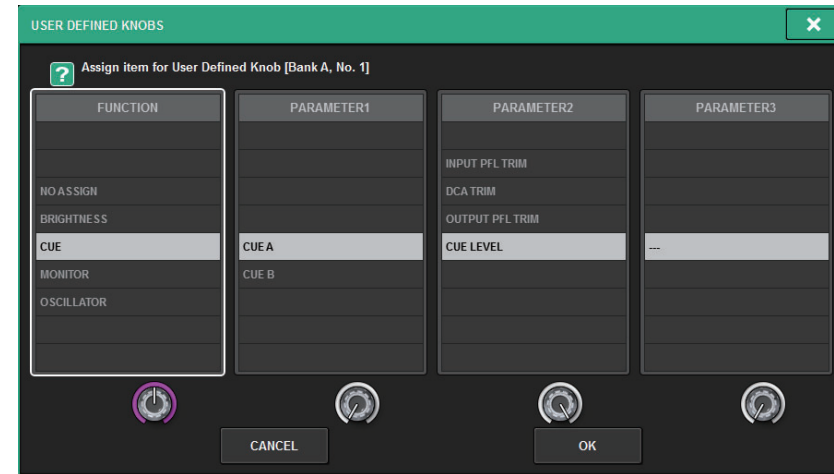 USER DEFINED KNOBS
?
Assign item for User Defined Knob [Bank A, No. 1]
FUNCTION PARAMETER1 PARAMETER2 PARAMETER3
INPUT PFL TRIM
NO ASSIGN DCA TRIM
BRIGHTNESS OUTPUT PFL TRIM
CUE CUE A CUE LEVEL ---
MONITOR CUE B
OSCILLATOR
CANCEL OK